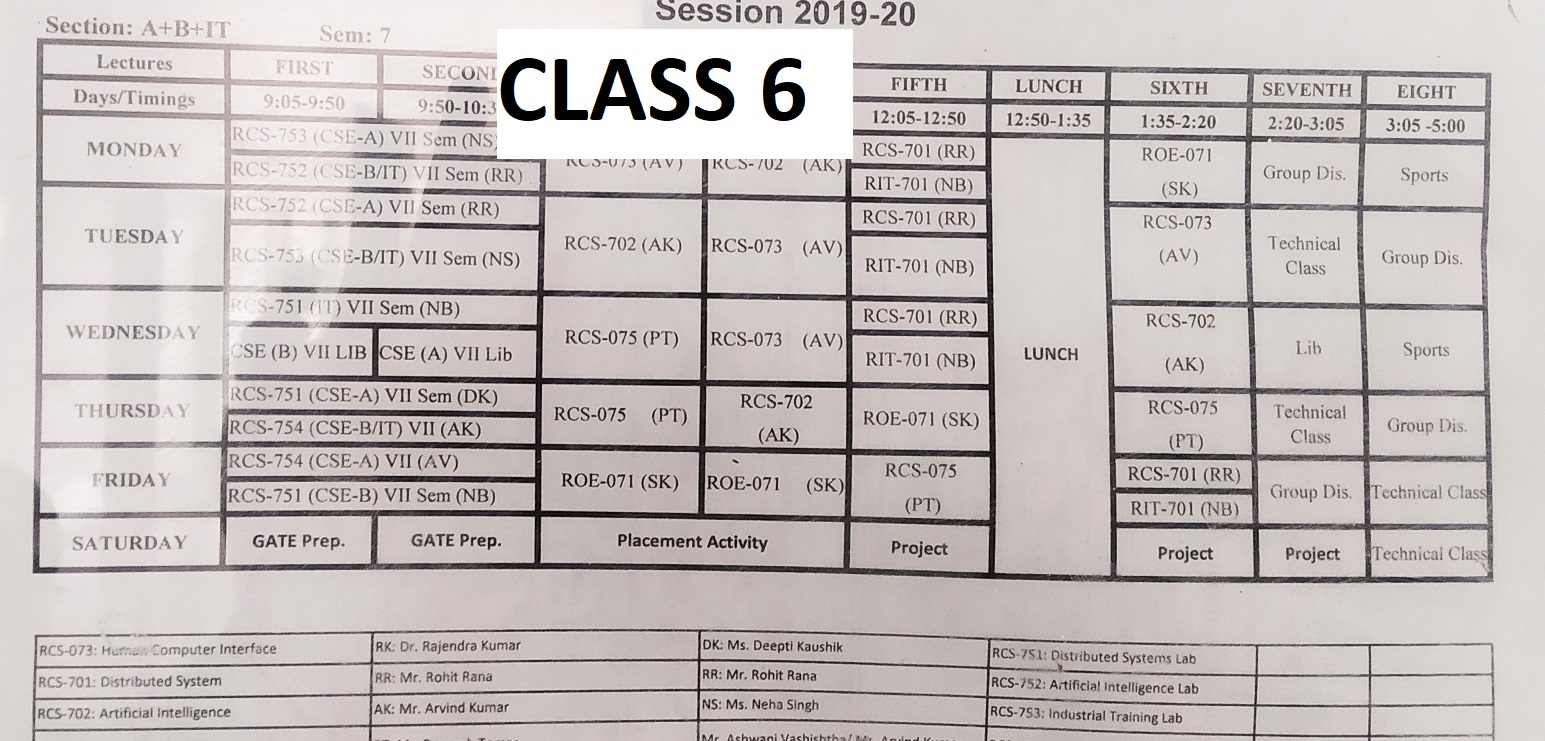 Session 2019-20
Section: A+B+IT Sem: 7
CLASS 6
Lectures FIRST SECOND FIFTH LUNCH SIXTH SEVENTH EIGHT
Days/Timings 9:05-9:50 9:50-10:3 12:05-12:50 12:50-1:35 1:35-2:20 2:20-3:05 3:05 -5:00
MONDAY
RCS-753 (CSE-A) VII Sem (NS)
RCS-752 (CSE-B/IT) VII Sem (RR)
RCS-073 (AV) RCS-702 (AK)
RCS-701 (RR)
RIT-701 (NB)
ROE-071
(SK)
Group Dis. Sports
TUESDAY
RCS-752 (CSE-A) VII Sem (RR)
RCS-753 (CSE-B/IT) VII Sem (NS)
RCS-702 (AK) RCS-073 (AV)
RCS-701 (RR)
RIT-701 (NB)
RCS-073
(AV)
Technical
Class
Group Dis.
WEDNESDAY
RCS-751 (IT) VII Sem (NB)
CSE (B) VII LIB CSE (A) VII Lib
RCS-075 (PT) RCS-073 (AV)
RCS-701 (RR)
RIT-701 (NB)
LUNCH
RCS-702
(AK)
Lib Sports
THURSDAY
RCS-751 (CSE-A) VII Sem (DK)
RCS-754 (CSE-B/IT) VII (AK)
RCS-075 (PT)
RCS-702
(AK)
ROE-071 (SK)
RCS-075
(PT)
Technical
Class
Group Dis.
FRIDAY
RCS-754 (CSE-A) VII (AV)
RCS-751 (CSE-B) VII Sem (NB)
ROE-071 (SK) ROE-071 (SK)
RCS-075
(PT)
RCS-701 (RR)
RIT-701 (NB)
Group Dis. Technical Class
SATURDAY GATE Prep. GATE Prep. Placement Activity Project Project Project Technical Class
RCS-073: Human Computer Interface RK: Dr. Rajendra Kumar DK: Ms. Deepti Kaushik RCS-751: Distributed Systems Lab
RCS-701: Distributed System RR: Mr. Rohit Rana RR: Mr. Rohit Rana RCS-752: Artificial Intelligence Lab
RCS-702: Artificial Intelligence AK: Mr. Arvind Kumar NS: Ms. Neha Singh RCS-753: Industrial Training Lab
Mr. Ashwani Vashishtha/ Mr. Arvind